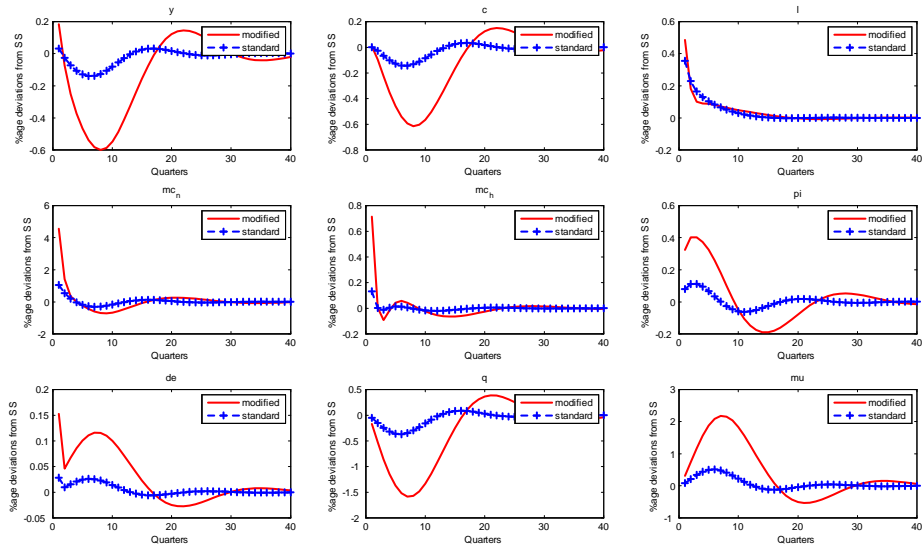 y
%age deviations from SS
0.2
0
-0.2
-0.4
-0.6
0 10 20 30 40
Quarters
modified
standard
c
%age deviations from SS
0.2
0
-0.2
-0.4
-0.6
-0.8
0 10 20 30 40
Quarters
modified
standard
l
%age deviations from SS
0.6
0.4
0.2
0
-0.2
0 10 20 30 40
Quarters
modified
standard
mc_n
%age deviations from SS
6
4
2
0
-2
0 10 20 30 40
Quarters
modified
standard
mc_h
%age deviations from SS
0.8
0.6
0.4
0.2
0
-0.2
0 10 20 30 40
Quarters
modified
standard
pi
%age deviations from SS
0.6
0.4
0.2
0
-0.2
0 10 20 30 40
Quarters
modified
standard
de
%age deviations from SS
0.2
0.15
0.1
0.05
0
-0.05
0 10 20 30 40
Quarters
modified
standard
q
%age deviations from SS
0.5
0
-0.5
-1
-1.5
-2
0 10 20 30 40
Quarters
modified
standard
mu
%age deviations from SS
3
2
1
0
-1
0 10 20 30 40
Quarters
modified
standard